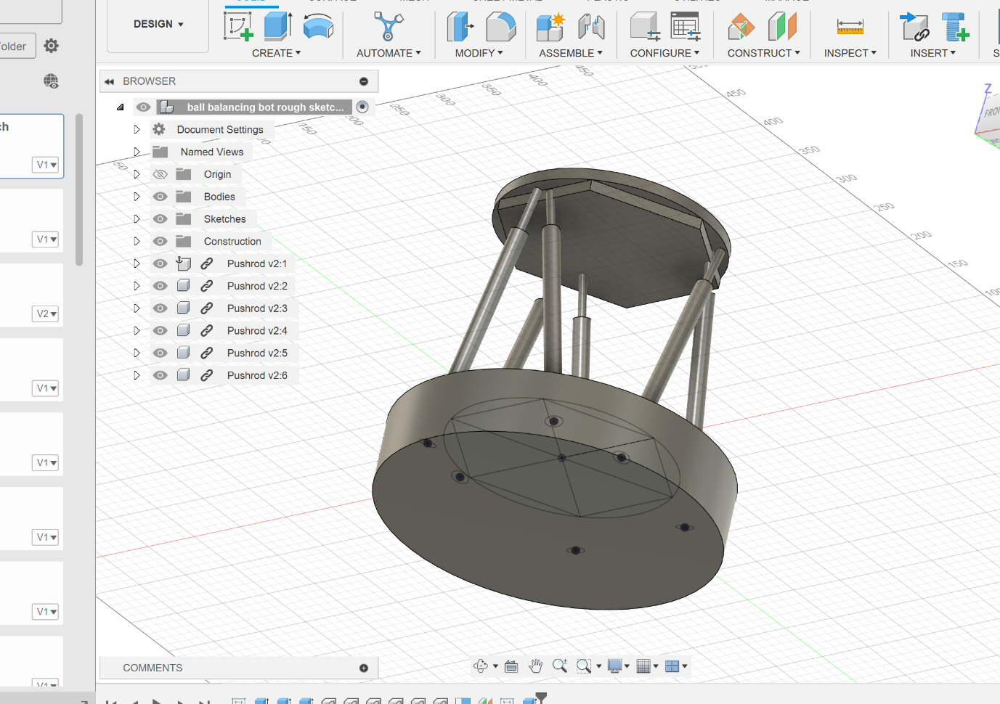 DESIGN
older
CREATE
AUTOMATE
MODIFY
ASSEMBLE
CONFIGURE
CONSTRUCT
INSPECT
INSERT
S
BROWSER
ball balancing bot rough sketc...
Document Settings
Named Views
Origin
Bodies
Sketches
Construction
Pushrod v2:1
Pushrod v2:2
Pushrod v2:3
Pushrod v2:4
Pushrod v2:5
Pushrod v2:6
ch
V1
V1
V2
V1
V1
V1
V1
V1
450
400
350
300
250
150
50
450
400
350
300
250
200
150
Z
COMMENTS